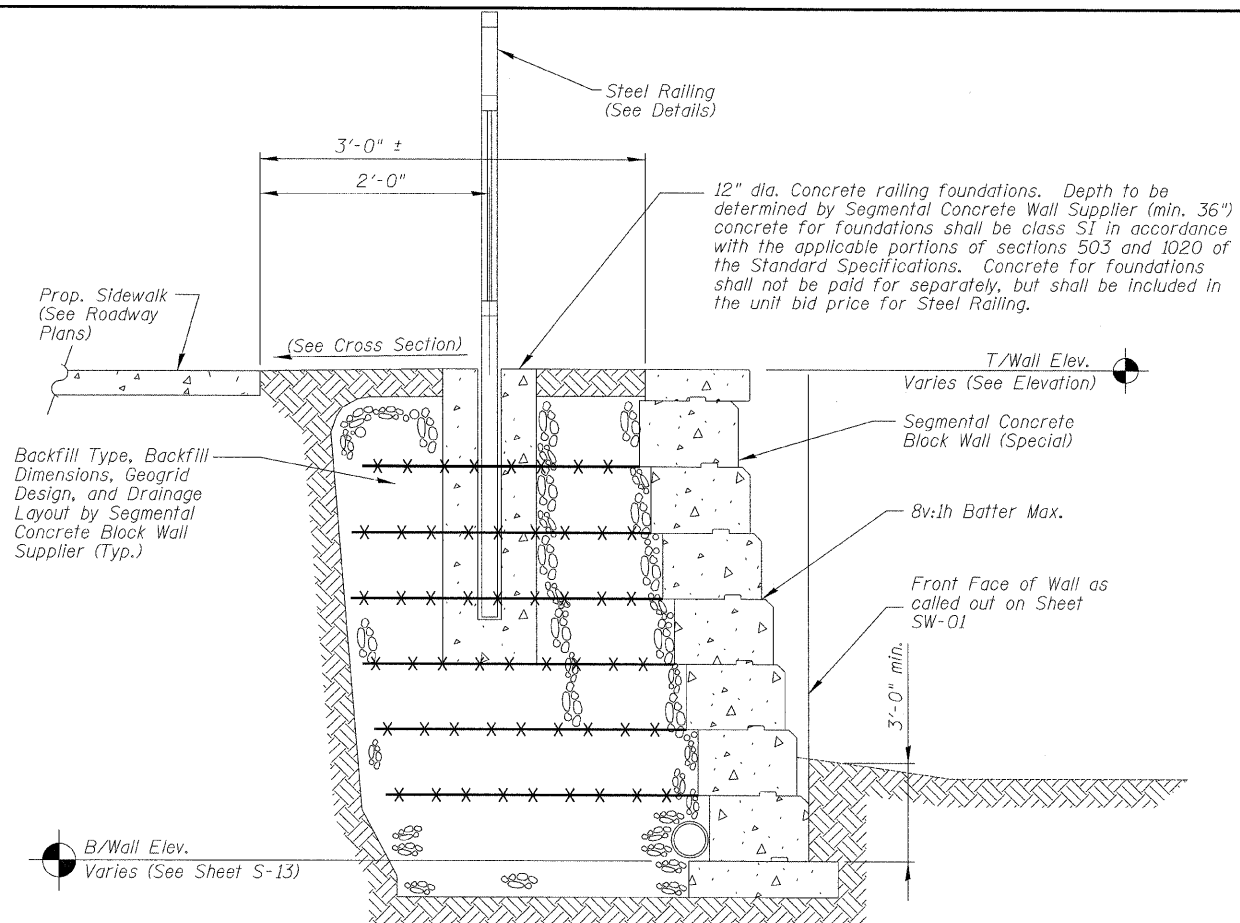 Steel Railing
(See Details)
3'-0" ±
2'-0"
12" dia. Concrete railing foundations.  Depth to be
determined by Segmental Concrete Wall Supplier (min. 36")
concrete for foundations shall be class SI in accordance
with the applicable portions of sections 503 and 1020 of
the Standard Specifications.  Concrete for foundations
shall not be paid for separately, but shall be included in
the unit bid price for Steel Railing.
Prop. Sidewalk
(See Roadway
Plans)
(See Cross Section)
T/Wall Elev.
Varies (See Elevation)
Segmental Concrete
Block Wall (Special)
Backfill Type, Backfill
Dimensions, Geogrid
Design, and Drainage
Layout by Segmental
Concrete Block Wall
Supplier (Typ.)
8v:1h Batter Max.
Front Face of Wall as
called out on Sheet
SW-01
3'-0" min.
B/Wall Elev.
Varies (See Sheet S-13)